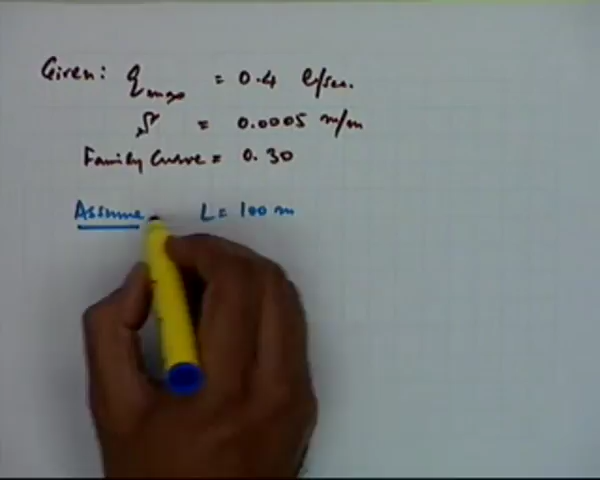 Given: qmax = 0.4 l/sec.
S = 0.0005 m/m
Family Curve = 0.30
Assume L = 100 m